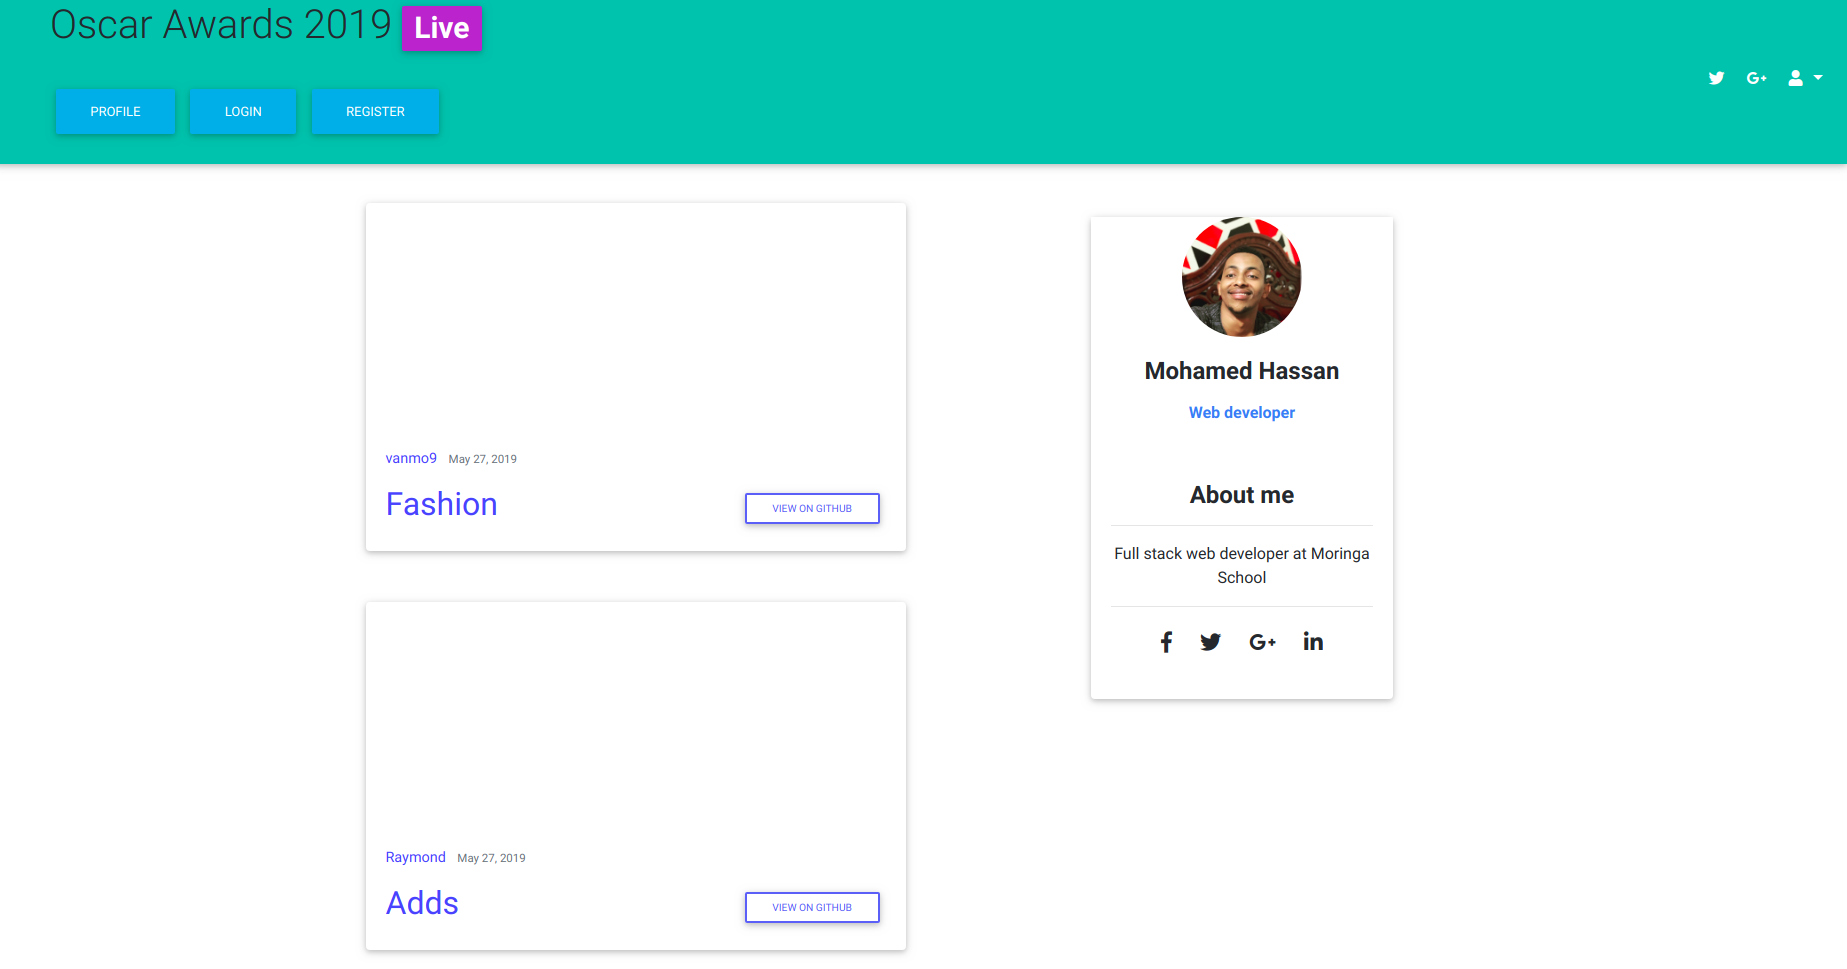 Oscar Awards 2019 Live
PROFILE LOGIN REGISTER
vanmo9 May 27, 2019
Fashion
VIEW ON GITHUB
Raymond May 27, 2019
Adds
VIEW ON GITHUB
Mohamed Hassan
Web developer
About me
Full stack web developer at Moringa
School